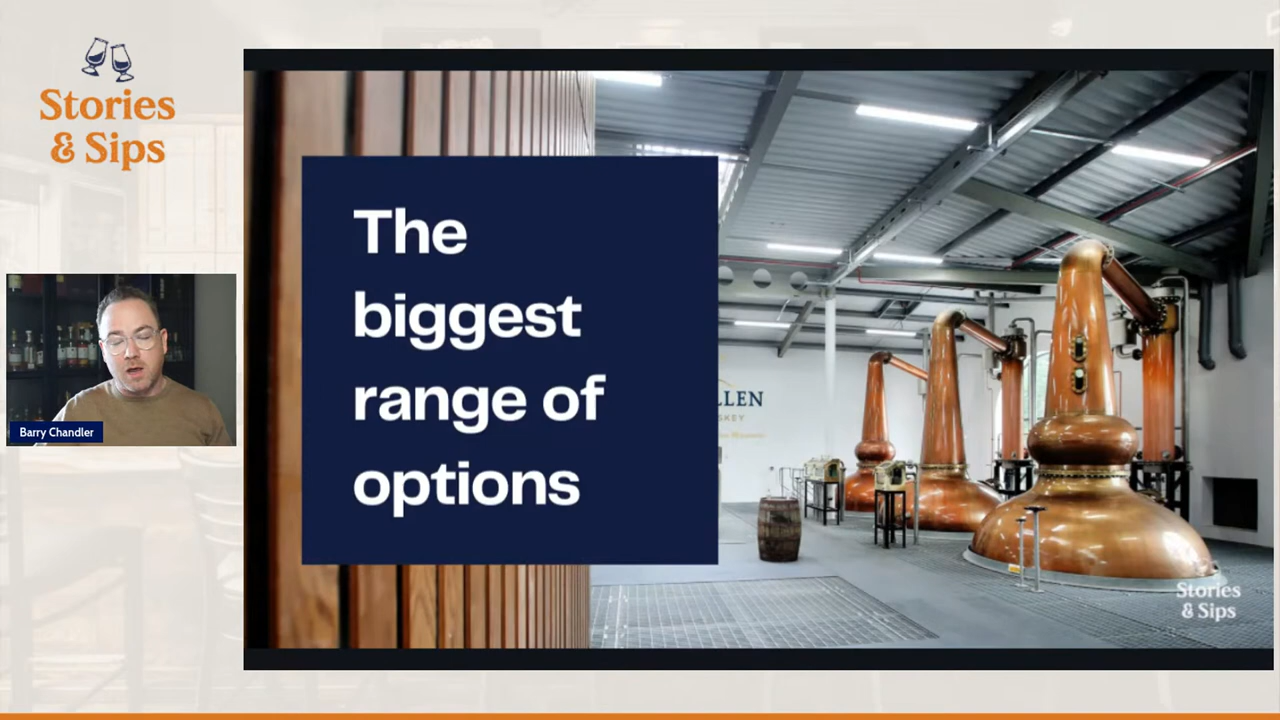 Stories
& Sips
Barry Chandler
The
biggest
range of
options
Stories
& Sips